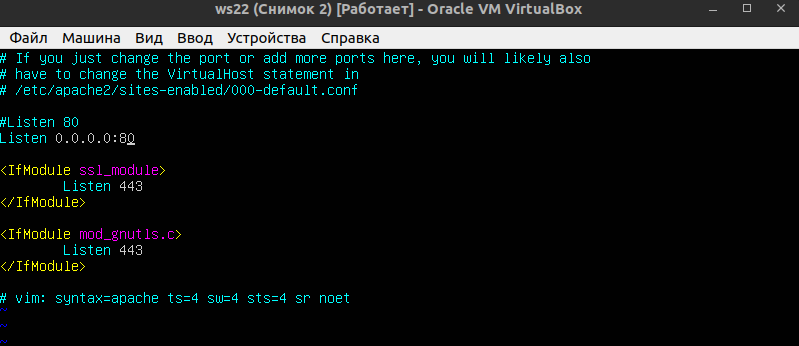 ws22 (Снимок 2) [Работает] - Oracle VM VirtualBox
Файл Машина Вид Ввод Устройства Справка
# If you just change the port or add more ports here, you will likely also
# have to change the VirtualHost statement in
# /etc/apache2/sites-enabled/000-default.conf
#Listen 80
Listen 0.0.0.0:80
<IfModule ssl_module>
Listen 443
</IfModule>
<IfModule mod_gnutls.c>
Listen 443
</IfModule>
# vim: syntax=apache ts=4 sw=4 sts=4 sr noet
~
~
~